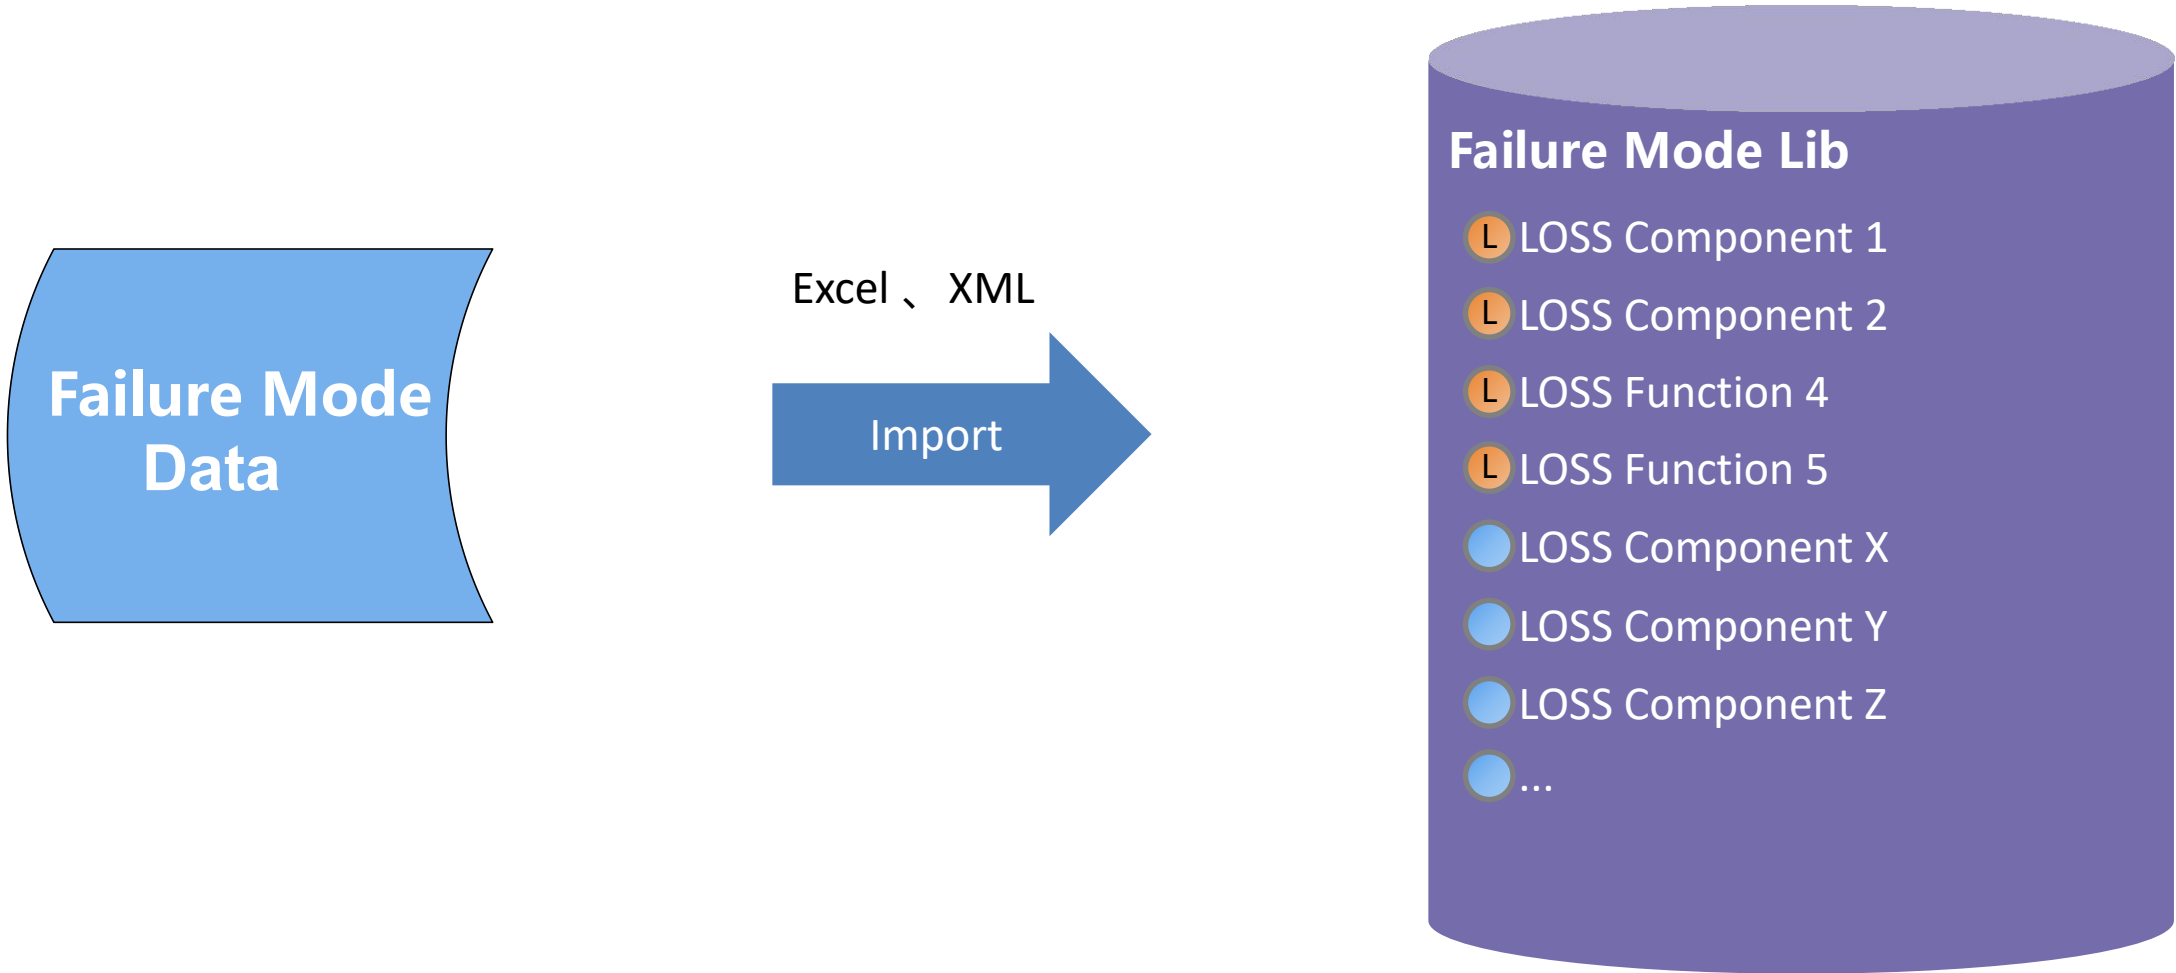 Failure Mode
Data
Excel 、 XML
Import
Failure Mode Lib
L LOSS Component 1
L LOSS Component 2
L LOSS Function 4
L LOSS Function 5
LOSS Component X
LOSS Component Y
LOSS Component Z
...